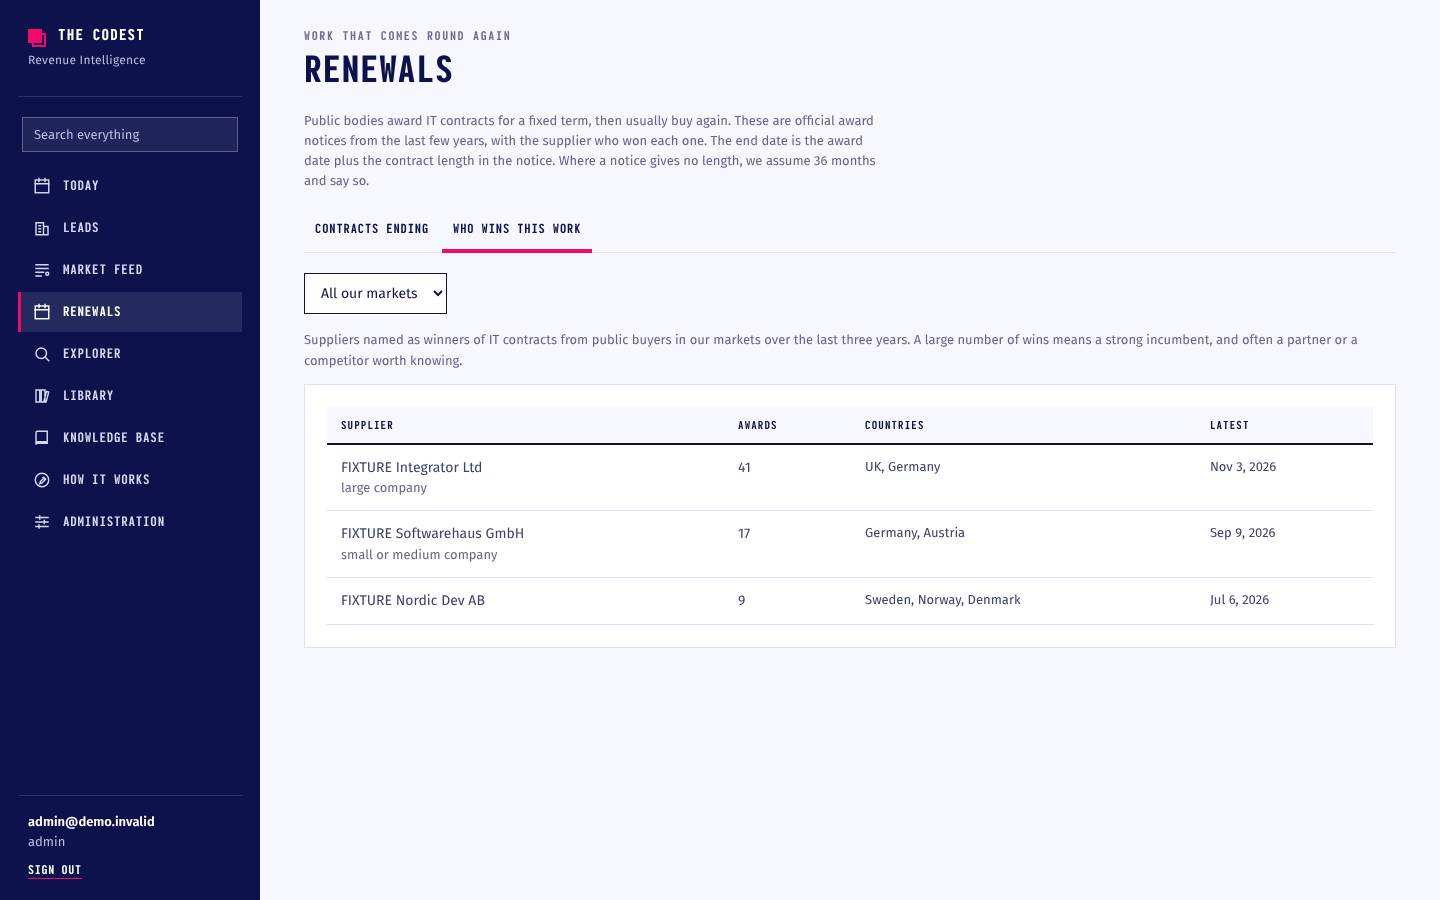 THE CODEST
Revenue Intelligence
Search everything
TODAY
LEADS
MARKET FEED
RENEWALS
EXPLORER
LIBRARY
KNOWLEDGE BASE
HOW IT WORKS
ADMINISTRATION
admin@demo.invalid
admin
SIGN OUT
WORK THAT COMES ROUND AGAIN
RENEWALS
Public bodies award IT contracts for a fixed term, then usually buy again. These are official award
notices from the last few years, with the supplier who won each one. The end date is the award
date plus the contract length in the notice. Where a notice gives no length, we assume 36 months
and say so.
CONTRACTS ENDING WHO WINS THIS WORK
All our markets
Suppliers named as winners of IT contracts from public buyers in our markets over the last three years. A large number of wins means a strong incumbent, and often a partner or a
competitor worth knowing.
SUPPLIER AWARDS COUNTRIES LATEST
FIXTURE Integrator Ltd 41 UK, Germany Nov 3, 2026
large company
FIXTURE Softwarehaus GmbH 17 Germany, Austria Sep 9, 2026
small or medium company
FIXTURE Nordic Dev AB 9 Sweden, Norway, Denmark Jul 6, 2026